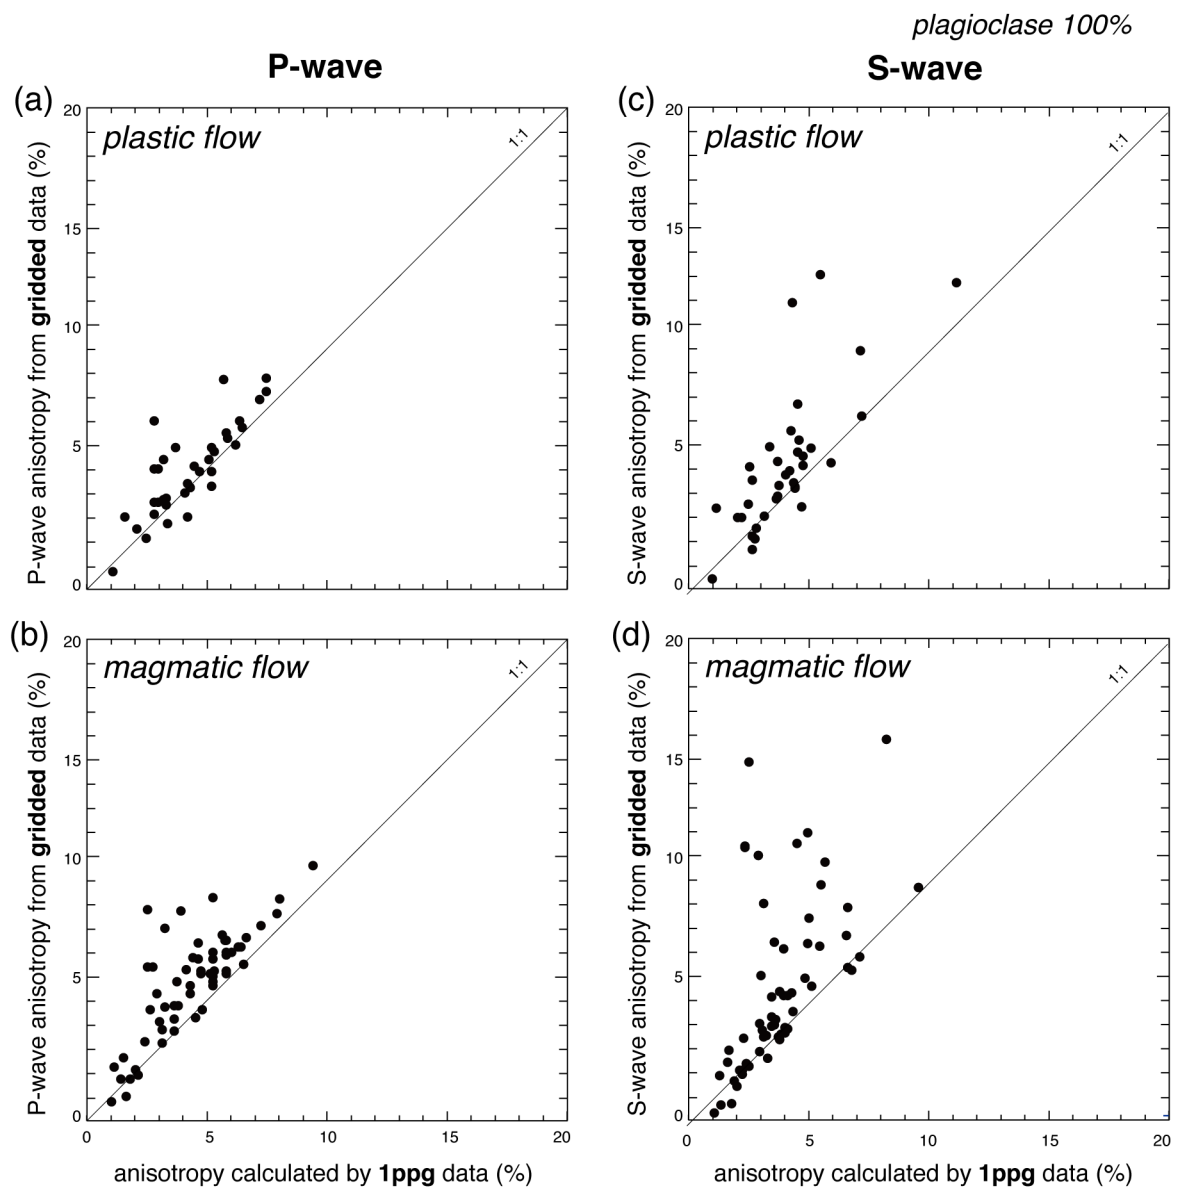 plagioclase 100%
P-wave
S-wave
(a)
20
15
10
5
0
plastic flow
1:1
P-wave anisotropy from gridded data (%)
(c)
20
15
10
5
0
plastic flow
1:1
S-wave anisotropy from gridded data (%)
(b)
20
15
10
5
0
magmatic flow
1:1
P-wave anisotropy from gridded data (%)
0 5 10 15 20
anisotropy calculated by 1ppg data (%)
(d)
20
15
10
5
0
magmatic flow
1:1
S-wave anisotropy from gridded data (%)
0 5 10 15 20
anisotropy calculated by 1ppg data (%)